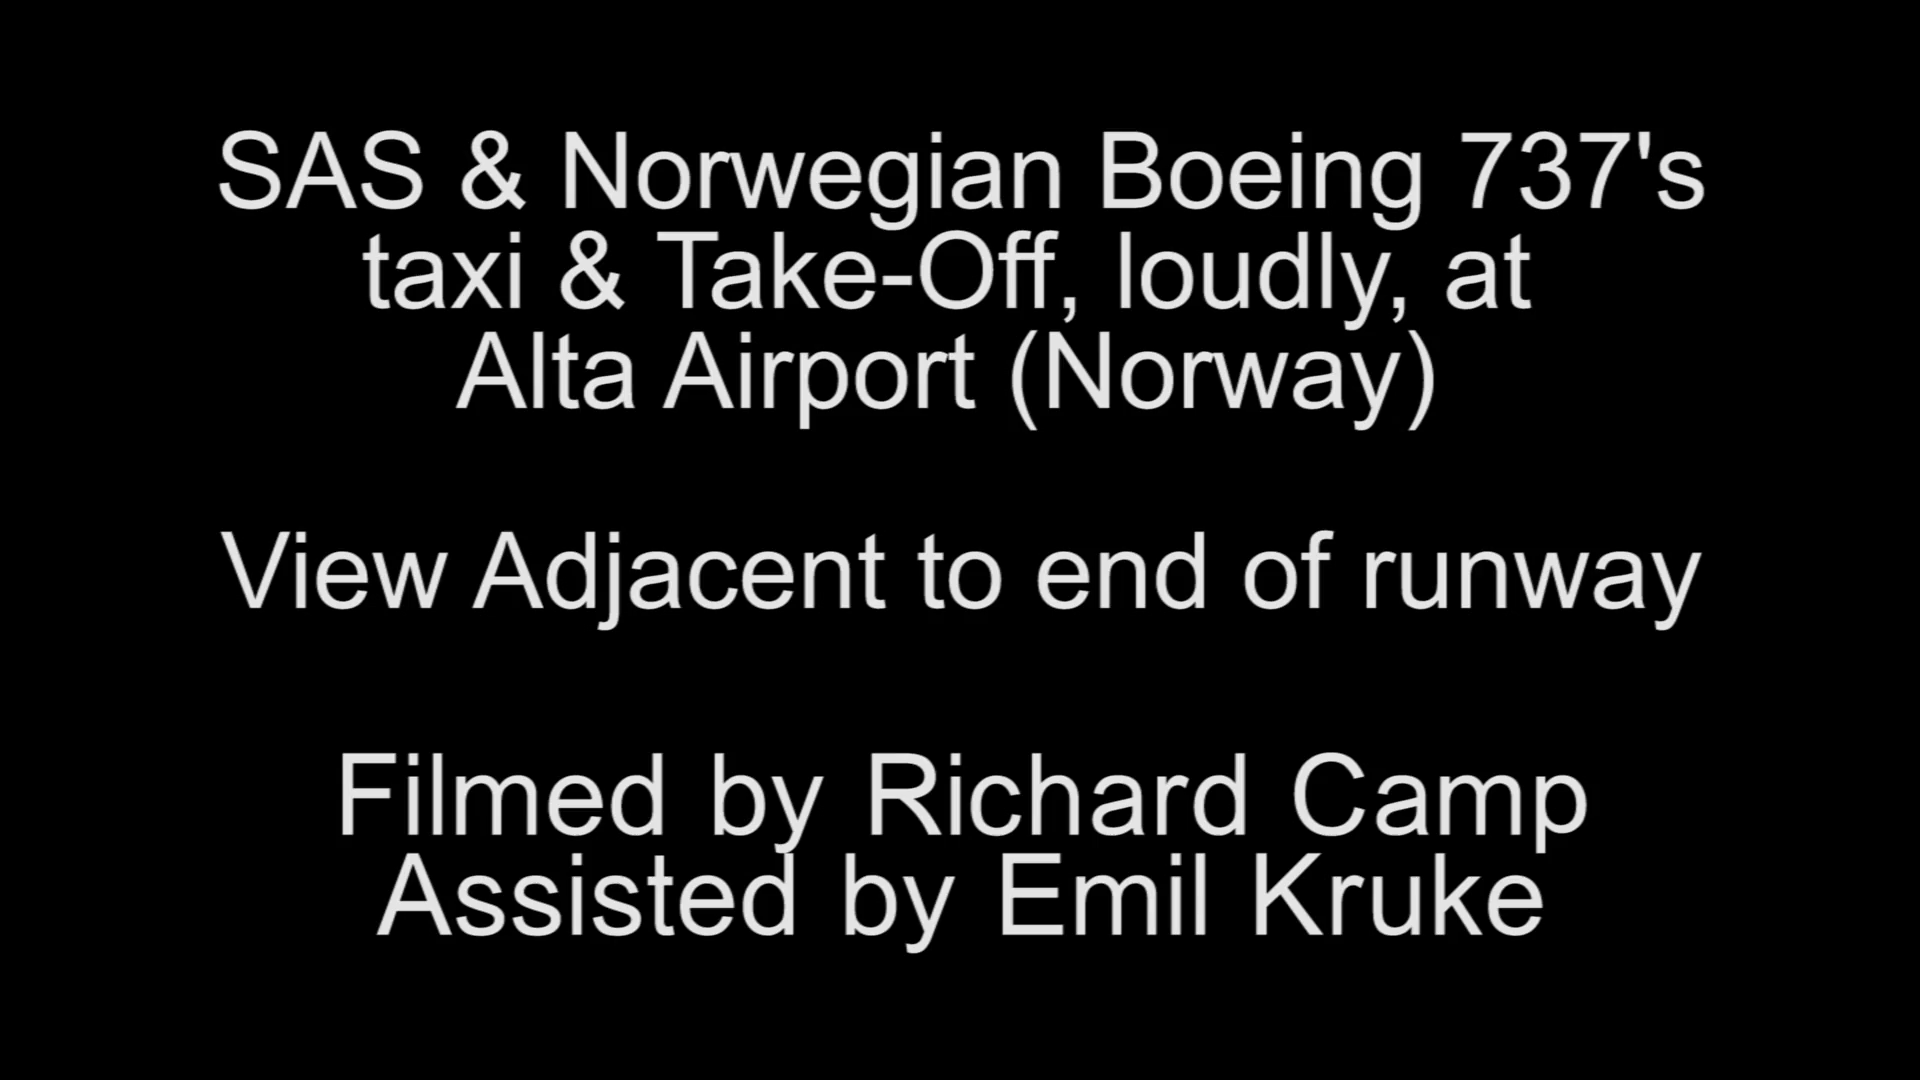 SAS & Norwegian Boeing 737's
taxi & Take-Off, loudly, at
Alta Airport (Norway)
View Adjacent to end of runway
Filmed by Richard Camp
Assisted by Emil Kruke